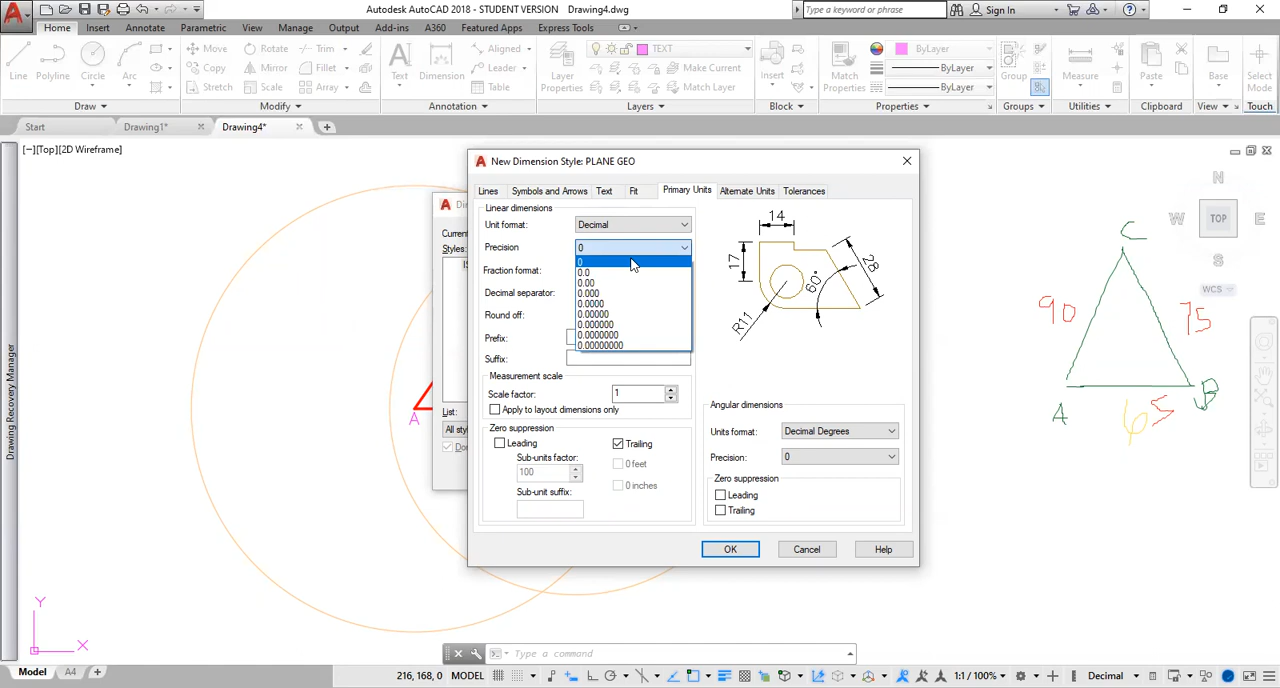 Autodesk AutoCAD 2018 - STUDENT VERSION Drawing4.dwg
Type a keyword or phrase
Sign In
Home Insert Annotate Parametric View Manage Output Add-ins A360 Featured Apps Express Tools
Line Polyline Circle Arc
Move Rotate Trim
Copy Mirror Fillet
Stretch Scale Array
Text Dimension
Aligned
Leader
Table
Layer Properties
TEXT
Make Current
Match Layer
Insert
Match Properties
ByLayer
ByLayer
ByLayer
Group
Measure
Paste
Base
Select Mode
Draw Modify Annotation Layers Block Properties Groups Utilities Clipboard View Touch
Start Drawing1* Drawing4*
[−][Top][2D Wireframe]
Drawing Recovery Manager
New Dimension Style: PLANE GEO
Lines Symbols and Arrows Text Fit Primary Units Alternate Units Tolerances
Linear dimensions
Unit format: Decimal
Precision 0
0
0.0
0.00
0.000
0.0000
0.00000
0.000000
0.0000000
0.00000000
Fraction format:
Decimal separator:
Round off:
Prefix:
Suffix:
Measurement scale
Scale factor: 1
Apply to layout dimensions only
Zero suppression
Leading
Trailing
Sub-units factor:
100
0 feet
0 inches
Sub-unit suffix:
14
17
28
60°
R11
Angular dimensions
Units format: Decimal Degrees
Precision: 0
Zero suppression
Leading
Trailing
OK Cancel Help
List:
A
N
W TOP E
S
WCS
C
90 75
A 65 B
Y
X
Type a command
Model A4
216, 168, 0 MODEL
1:1 / 100%
Decimal